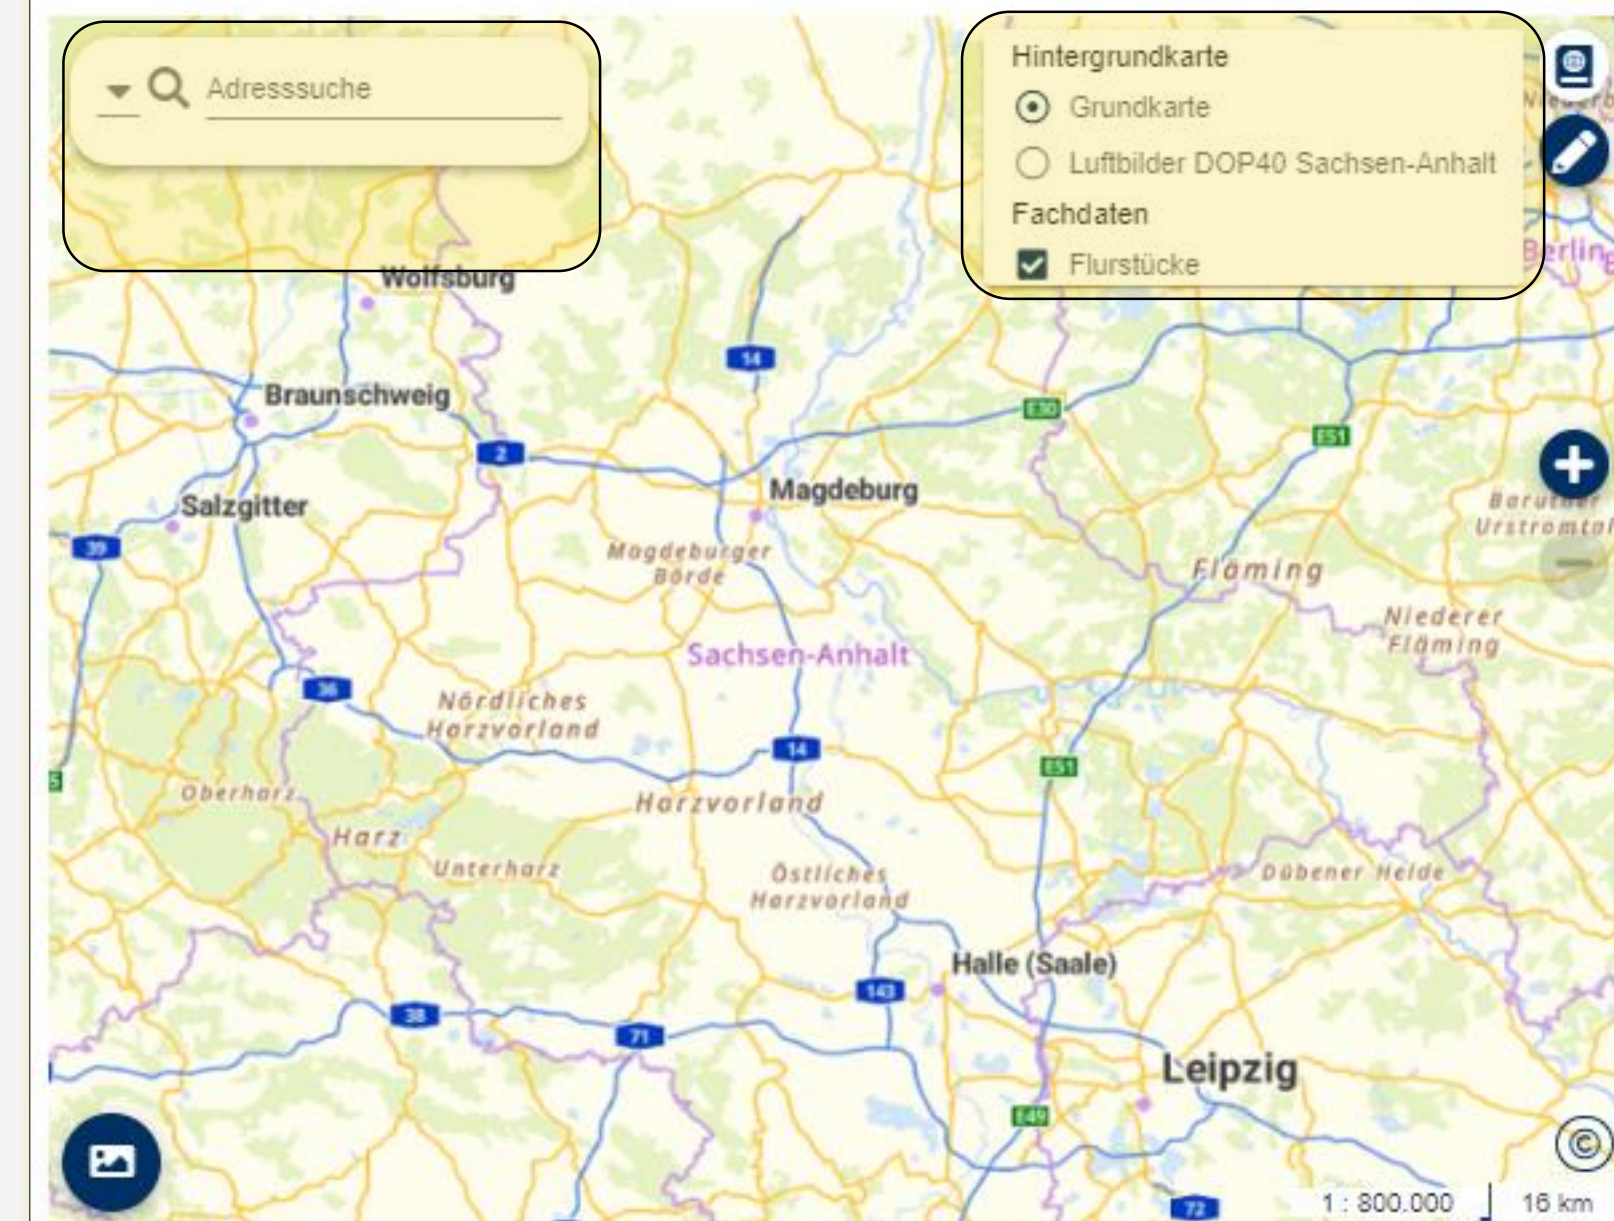 Adresssuche
Hintergrundkarte
Grundkarte
Luftbilder DOP40 Sachsen-Anhalt
Fachdaten
Flurstücke
Berlin
Wolfsburg
14
Braunschweig
E30
E51
2
Magdeburg
Salzgitter
39
Magdeburger
Börde
Baruther
Urstromtal
Fläming
Niederer
Fläming
Sachsen-Anhalt
36
Nördliches
Harzvorland
14
E51
5
Oberharz
Harzvorland
Harz
Unterharz
Östliches
Harzvorland
Dübener Heide
Halle (Saale)
143
38
71
Leipzig
E49
©
72
1 : 800.000
16 km